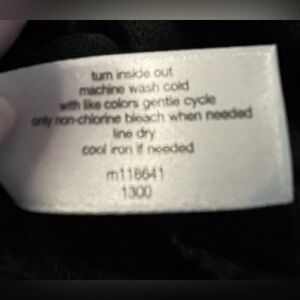 turn inside out
machine wash cold
with like colors gentle cycle
only non-chlorine bleach when needed
line dry
cool iron if needed
m118641
1300